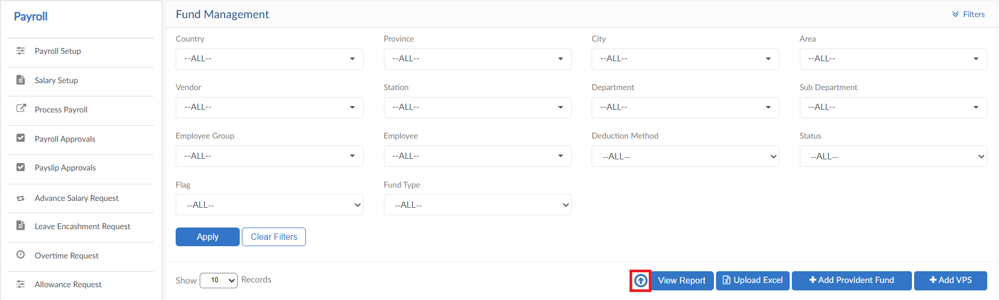 Payroll
Payroll Setup
Salary Setup
Process Payroll
Payroll Approvals
Payslip Approvals
Advance Salary Request
Leave Encashment Request
Overtime Request
Allowance Request
Fund Management
Filters
Country Province City Area
--ALL-- --ALL-- --ALL-- --ALL--
Vendor Station Department Sub Department
--ALL-- --ALL-- --ALL-- --ALL--
Employee Group Employee Deduction Method Status
--ALL-- --ALL-- --ALL-- --ALL--
Flag Fund Type
--ALL-- --ALL--
Apply Clear Filters
Show 10 Records View Report Upload Excel Add Provident Fund Add VPS